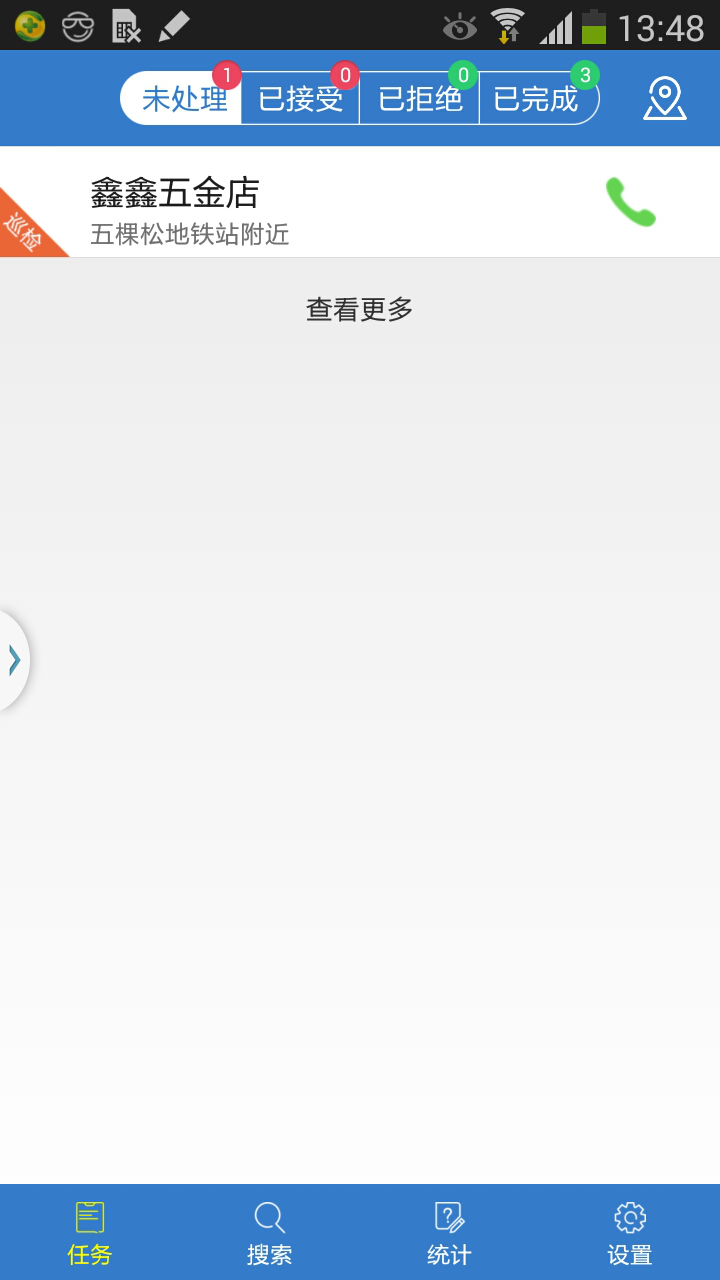 13:48
未处理 1 已接受 0 已拒绝 0 已完成 3
鑫鑫五金店
巡检
五棵松地铁站附近
查看更多
任务 搜索 统计 设置